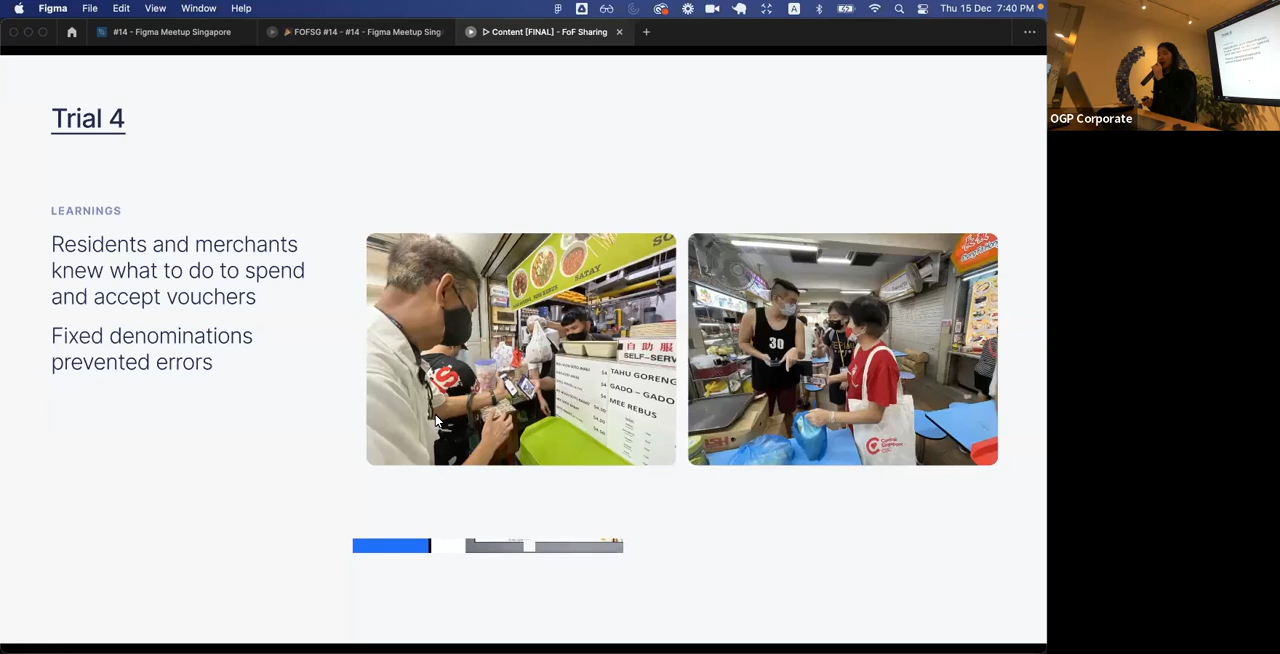 Figma File Edit View Window Help
Thu 15 Dec 7:40 PM
#14 - Figma Meetup Singapore
FOFSG #14 - #14 - Figma Meetup Sing
Content [FINAL] - FoF Sharing
OGP Corporate
Trial 4
LEARNINGS
Residents and merchants
knew what to do to spend
and accept vouchers
Fixed denominations
prevented errors
SATAY
自助服
SELF-SERV
TAHU GORENG
GADO - GADO
MEE REBUS
30